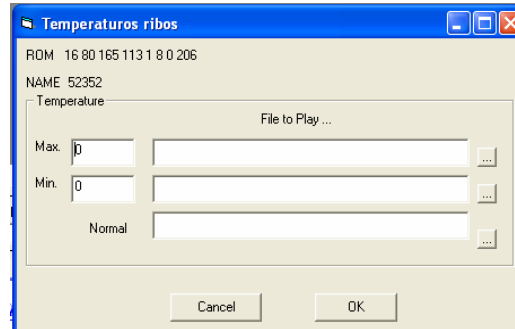 Temperaturos ribos
ROM 16 80 165 113 1 8 0 206
NAME 52352
Temperature
File to Play ...
Max. 0 ...
Min. 0 ...
Normal ...
Cancel OK